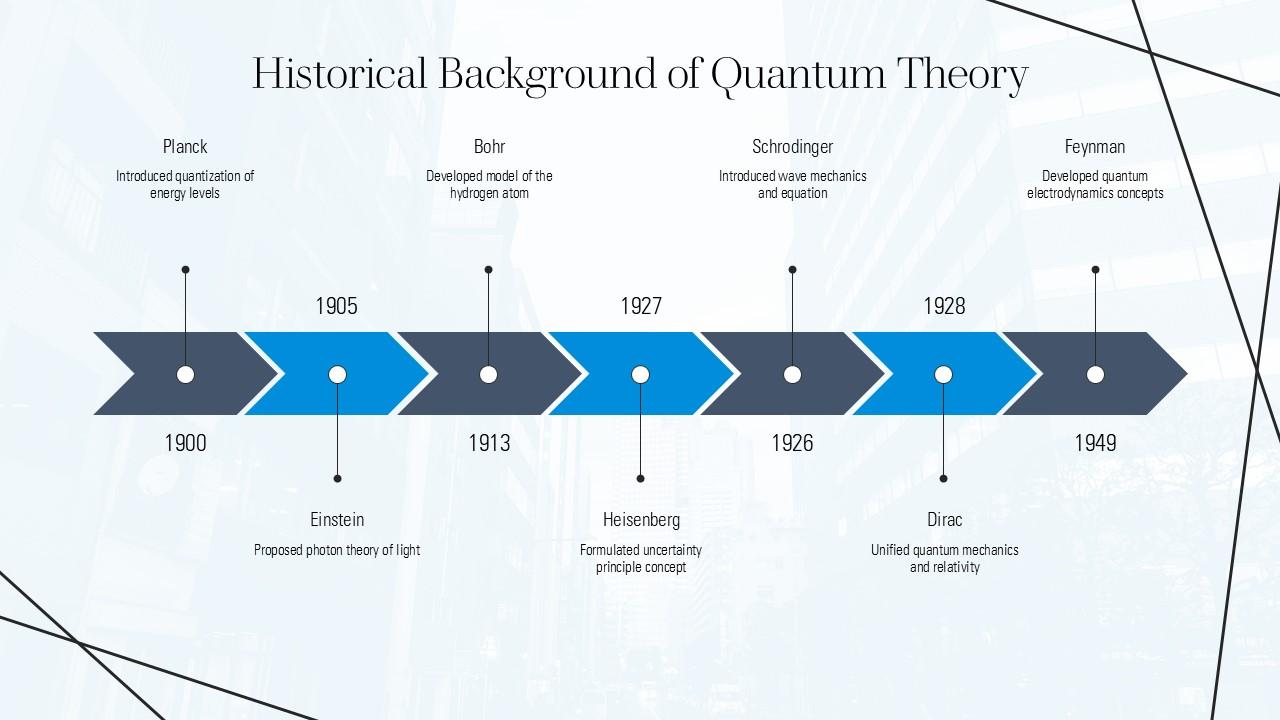 Historical Background of Quantum Theory
Planck
Introduced quantization of
energy levels
1900
1905
Einstein
Proposed photon theory of light
Bohr
Developed model of the
hydrogen atom
1913
1927
Heisenberg
Formulated uncertainty
principle concept
Schrodinger
Introduced wave mechanics
and equation
1926
1928
Dirac
Unified quantum mechanics
and relativity
Feynman
Developed quantum
electrodynamics concepts
1949